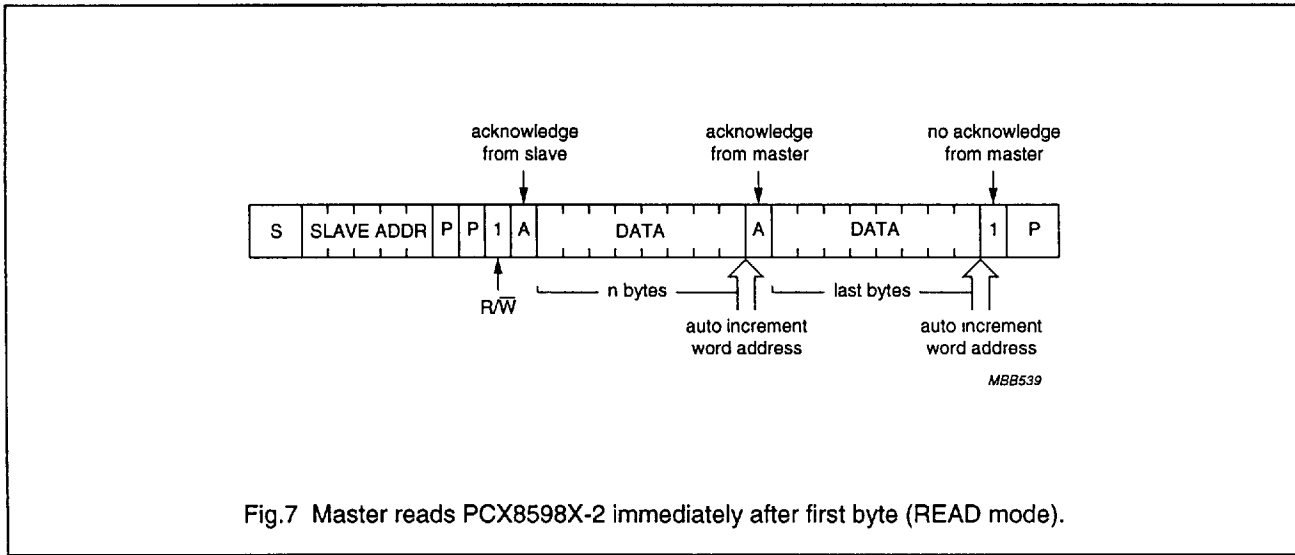 acknowledge
from slave
acknowledge
from master
no acknowledge
from master
S SLAVE ADDR P P 1 A DATA A DATA 1 P
R/W̅
n bytes
last bytes
auto increment
word address
auto increment
word address
MBB539
Fig.7 Master reads PCX8598X-2 immediately after first byte (READ mode).